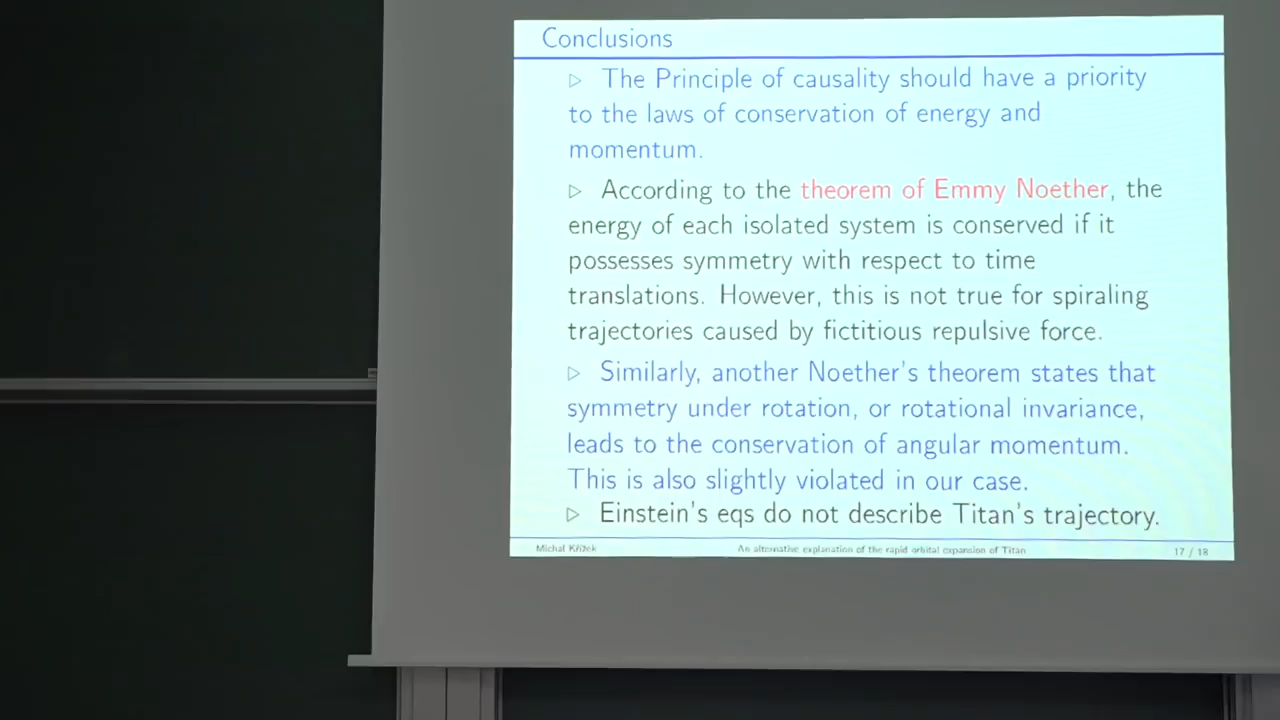 Conclusions
▷ The Principle of causality should have a priority
to the laws of conservation of energy and
momentum.
▷ According to the theorem of Emmy Noether, the
energy of each isolated system is conserved if it
possesses symmetry with respect to time
translations. However, this is not true for spiraling
trajectories caused by fictitious repulsive force.
▷ Similarly, another Noether's theorem states that
symmetry under rotation, or rotational invariance,
leads to the conservation of angular momentum.
This is also slightly violated in our case.
▷ Einstein's eqs do not describe Titan's trajectory.
Michal Křížek An alternative explanation of the rapid orbital expansion of Titan 17 / 18